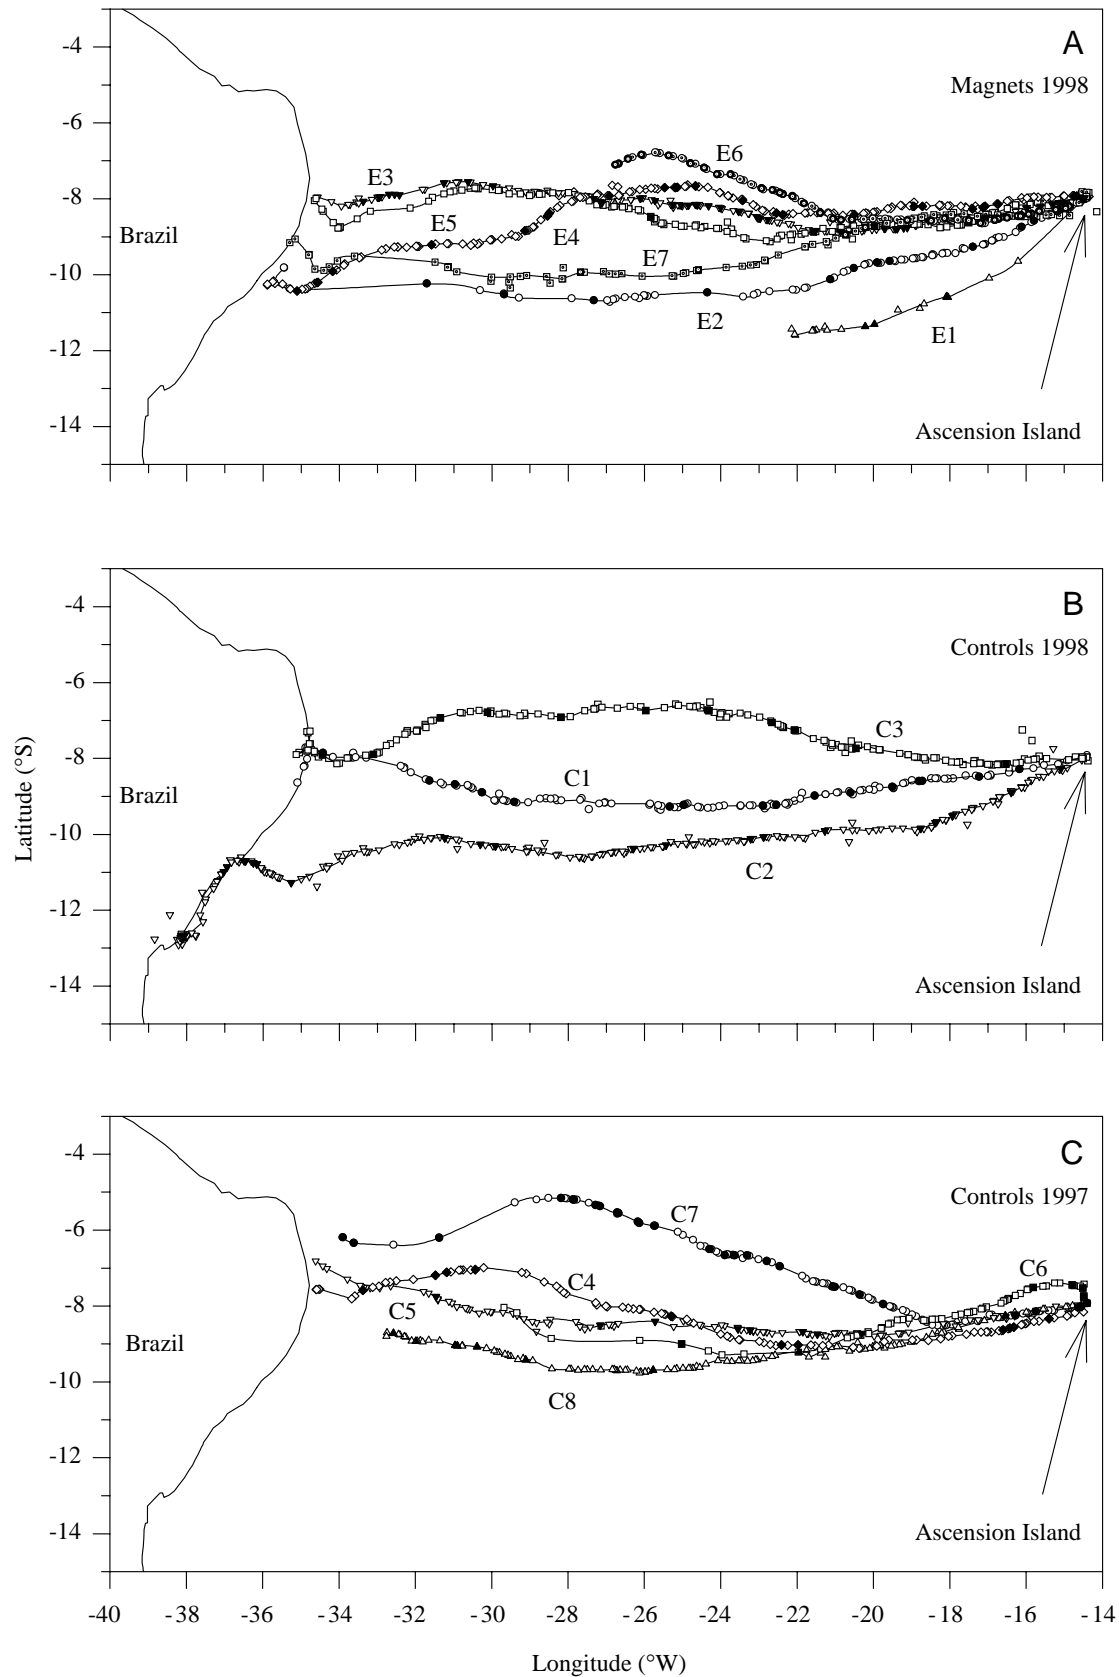 A
Magnets 1998
-4
-6
-8
-10
-12
-14
Brazil
E3
E5
E4
E6
E7
E2
E1
Ascension Island
B
Controls 1998
-4
-6
-8
-10
-12
-14
Latitude (°S)
Brazil
C3
C1
C2
Ascension Island
C
Controls 1997
-4
-6
-8
-10
-12
-14
Brazil
C7
C6
C4
C5
C8
Ascension Island
-40 -38 -36 -34 -32 -30 -28 -26 -24 -22 -20 -18 -16 -14
Longitude (°W)